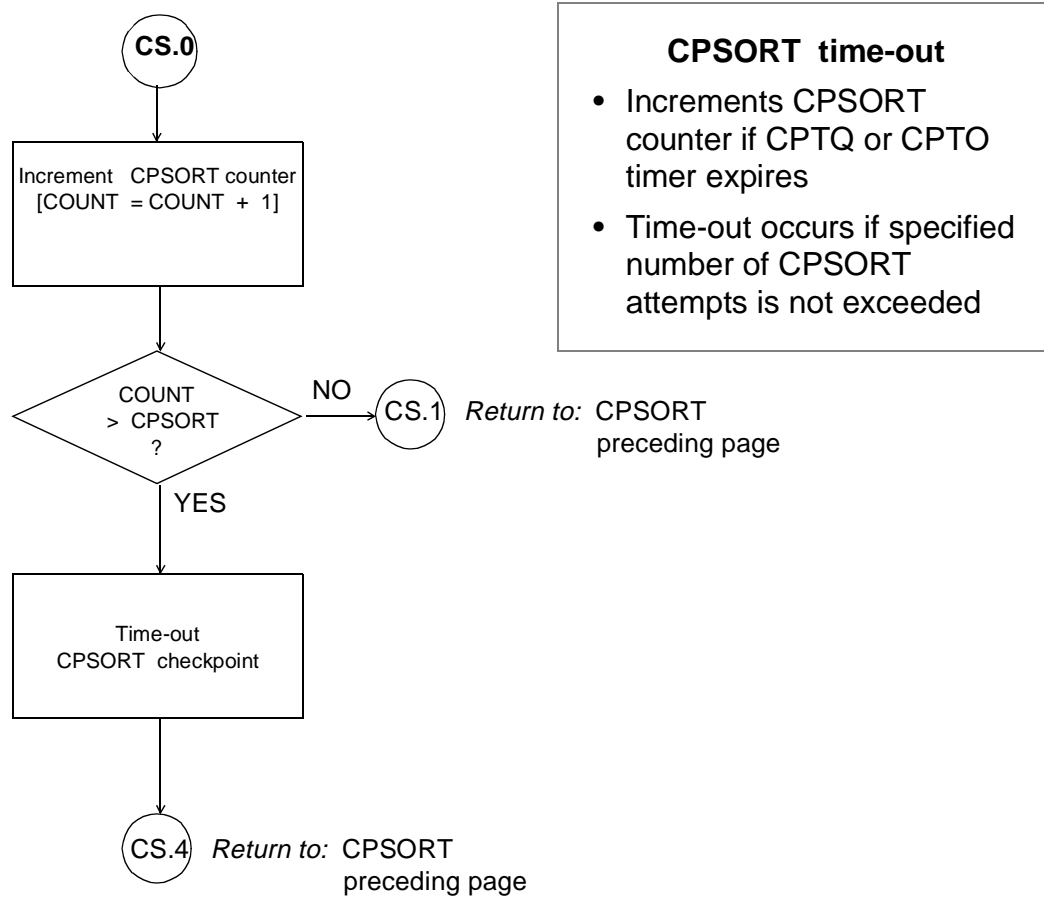 CS.0
Increment CPSORT counter
[COUNT = COUNT + 1]
COUNT
> CPSORT
?
NO
CS.1
Return to: CPSORT
preceding page
YES
Time-out
CPSORT checkpoint
CS.4
Return to: CPSORT
preceding page
CPSORT time-out
• Increments CPSORT
counter if CPTQ or CPTO
timer expires
• Time-out occurs if specified
number of CPSORT
attempts is not exceeded